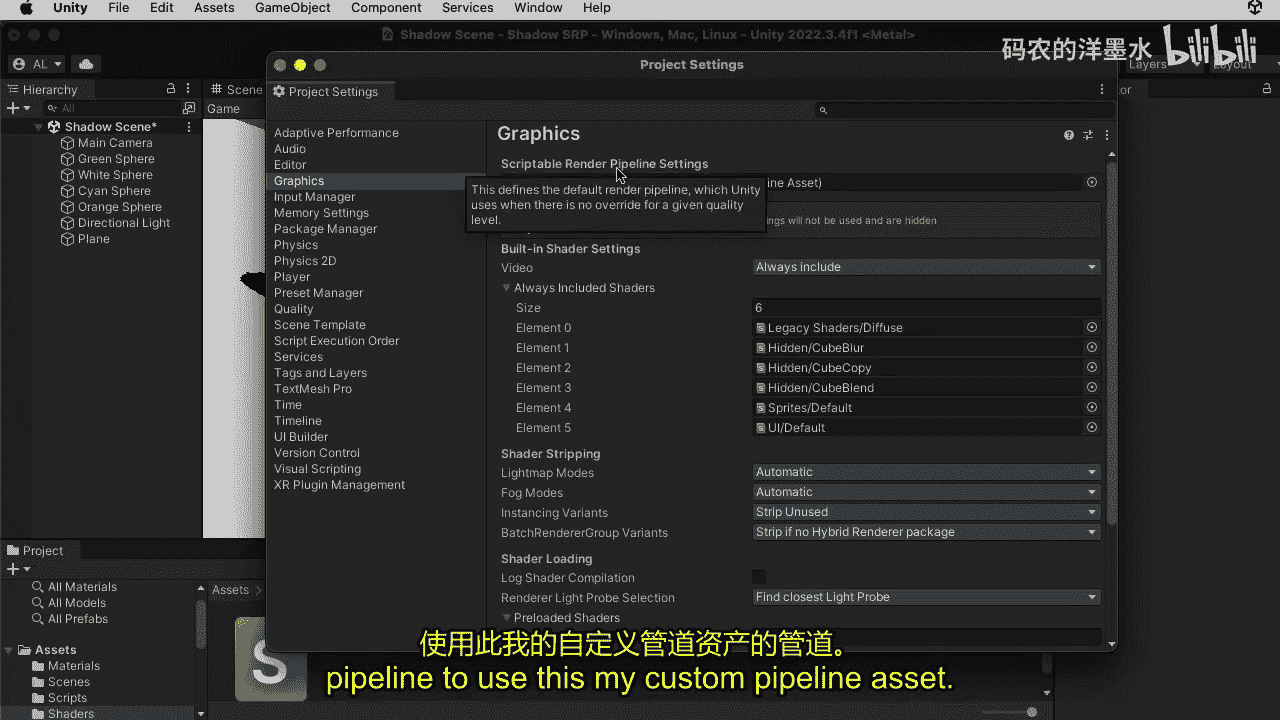 Unity File Edit Assets GameObject Component Services Window Help
Shadow Scene - Shadow SRP - Windows, Mac, Linux - Unity 2022.3.4f1 <Metal>
码农的洋墨水 bilibili
AL
Layers
Layout
Project Settings
Hierarchy
All
Shadow Scene*
Main Camera
Green Sphere
White Sphere
Cyan Sphere
Orange Sphere
Directional Light
Plane
Scene
Game
Project Settings
Adaptive Performance
Audio
Editor
Graphics
Input Manager
Memory Settings
Package Manager
Physics
Physics 2D
Player
Preset Manager
Quality
Scene Template
Script Execution Order
Services
Tags and Layers
TextMesh Pro
Time
Timeline
UI Builder
Version Control
Visual Scripting
XR Plugin Management
Graphics
Scriptable Render Pipeline Settings
ine Asset)
This defines the default render pipeline, which Unity
uses when there is no override for a given quality
level.
ngs will not be used and are hidden
Built-in Shader Settings
Video Always include
Always Included Shaders
Size 6
Element 0 Legacy Shaders/Diffuse
Element 1 Hidden/CubeBlur
Element 2 Hidden/CubeCopy
Element 3 Hidden/CubeBlend
Element 4 Sprites/Default
Element 5 UI/Default
Shader Stripping
Lightmap Modes Automatic
Fog Modes Automatic
Instancing Variants Strip Unused
BatchRendererGroup Variants Strip if no Hybrid Renderer package
Shader Loading
Log Shader Compilation
Renderer Light Probe Selection Find closest Light Probe
Preloaded Shaders
tor
Project
All Materials
All Models
All Prefabs
Assets
Materials
Scenes
Scripts
Shaders
Assets >
S
使用此我的自定义管道资产的管道。
pipeline to use this my custom pipeline asset.